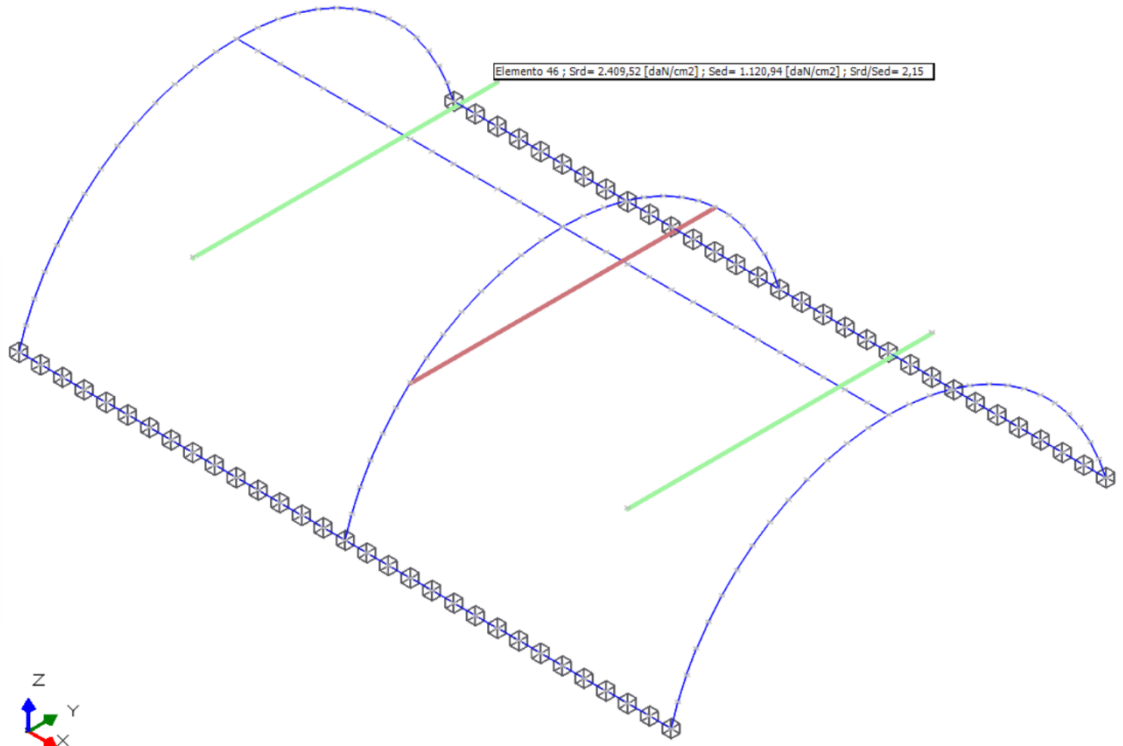 Elemento 46 ; Srd= 2.409,52 [daN/cm2] ; Sed= 1.120,94 [daN/cm2] ; Srd/Sed= 2,15
Z
Y
X